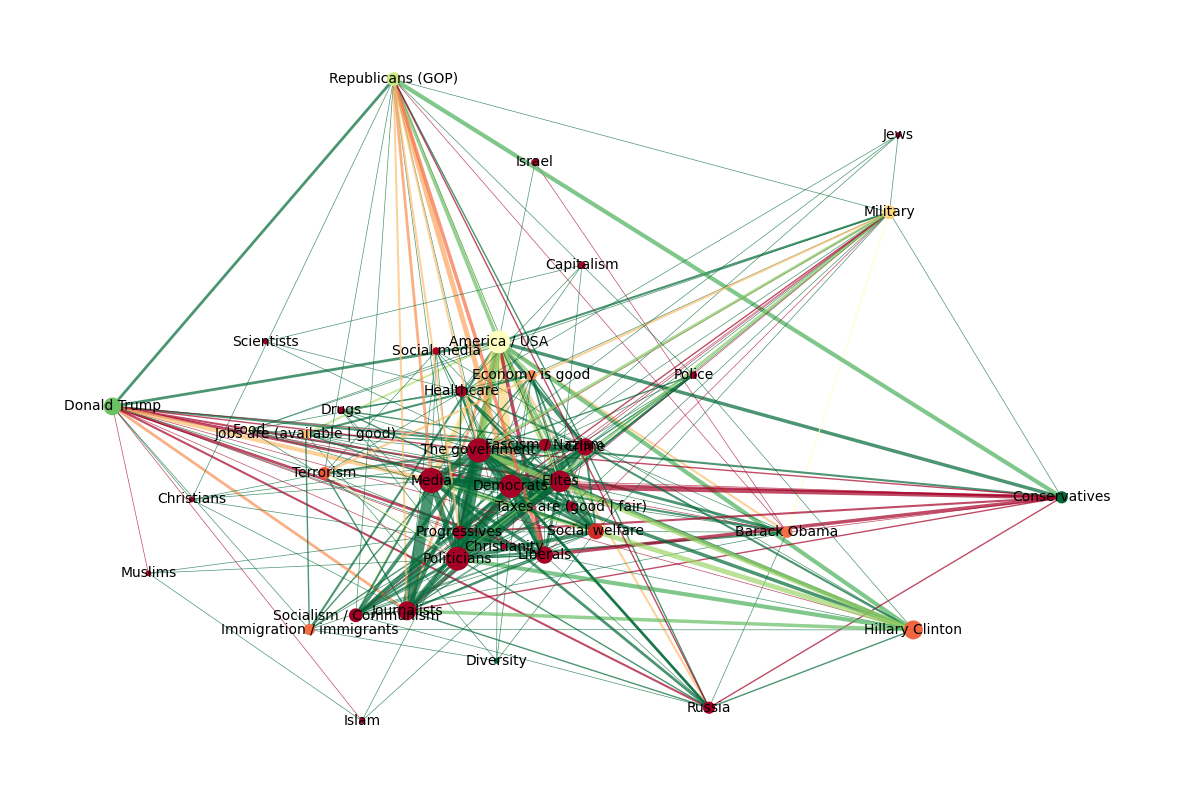 Republicans (GOP)
Jews
Israel
Military
Capitalism
Scientists
America / USA
Social media
Economy is good
Police
Healthcare
Donald Trump
Drugs
Food
Jobs are (available | good)
Fascism / Nazism
Crime
The government
Terrorism
Media
Elites
Democrats
Christians
Conservatives
Taxes are (good | fair)
Progressives
Social welfare
Barack Obama
Christianity
Liberals
Politicians
Muslims
Journalists
Socialism / Communism
Immigration / Immigrants
Hillary Clinton
Diversity
Russia
Islam